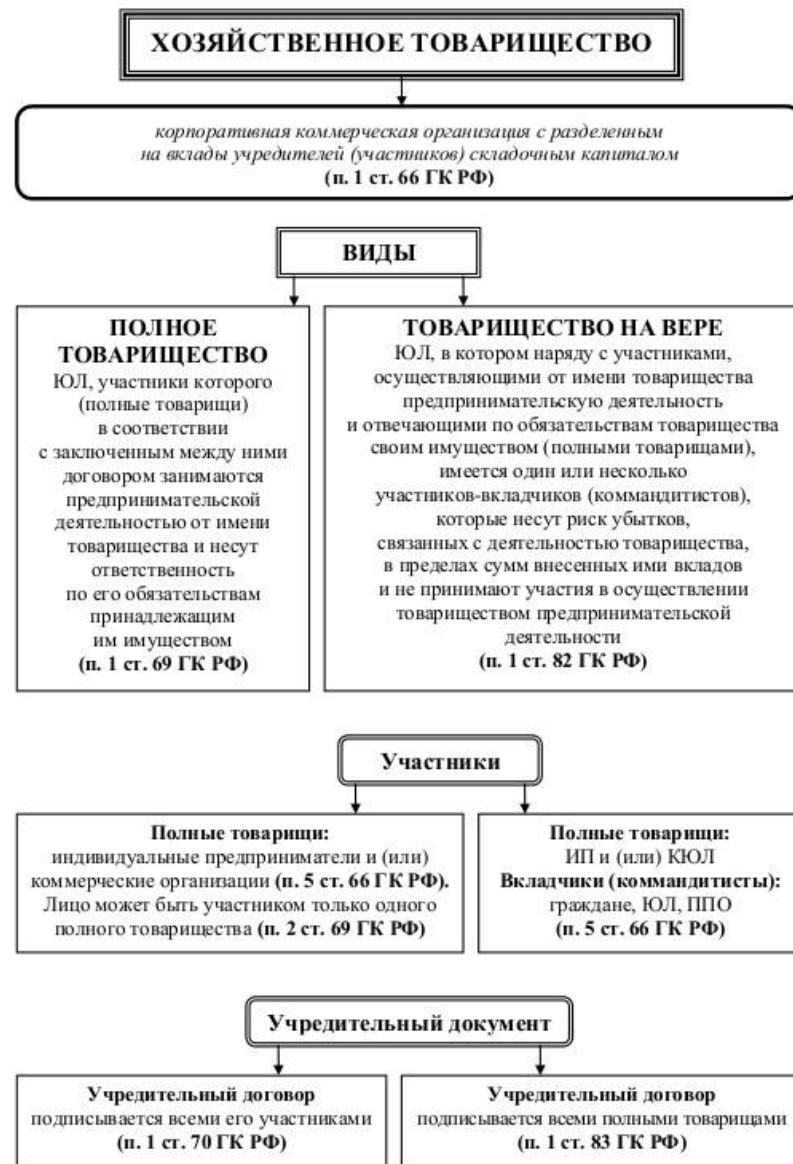 ХОЗЯЙСТВЕННОЕ ТОВАРИЩЕСТВО
корпоративная коммерческая организация с разделенным
на вклады учредителей (участников) складочным капиталом
(п. 1 ст. 66 ГК РФ)
ВИДЫ
ПОЛНОЕ
ТОВАРИЩЕСТВО
ЮЛ, участники которого
(полные товарищи)
в соответствии
с заключенным между ними
договором занимаются
предпринимательской
деятельностью от имени
товарищества и несут
ответственность
по его обязательствам
принадлежащим
им имуществом
(п. 1 ст. 69 ГК РФ)
ТОВАРИЩЕСТВО НА ВЕРЕ
ЮЛ, в котором наряду с участниками,
осуществляющими от имени товарищества
предпринимательскую деятельность
и отвечающими по обязательствам товарищества
своим имуществом (полными товарищами),
имеется один или несколько
участников-вкладчиков (коммандитистов),
которые несут риск убытков,
связанных с деятельностью товарищества,
в пределах сумм внесенных ими вкладов
и не принимают участия в осуществлении
товариществом предпринимательской
деятельности
(п. 1 ст. 82 ГК РФ)
Участники
Полные товарищи:
индивидуальные предприниматели и (или)
коммерческие организации (п. 5 ст. 66 ГК РФ).
Лицо может быть участником только одного
полного товарищества (п. 2 ст. 69 ГК РФ)
Полные товарищи:
ИП и (или) КЮЛ
Вкладчики (коммандитисты):
граждане, ЮЛ, ППО
(п. 5 ст. 66 ГК РФ)
Учредительный документ
Учредительный договор
подписывается всеми его участниками
(п. 1 ст. 70 ГК РФ)
Учредительный договор
подписывается всеми полными товарищами
(п. 1 ст. 83 ГК РФ)